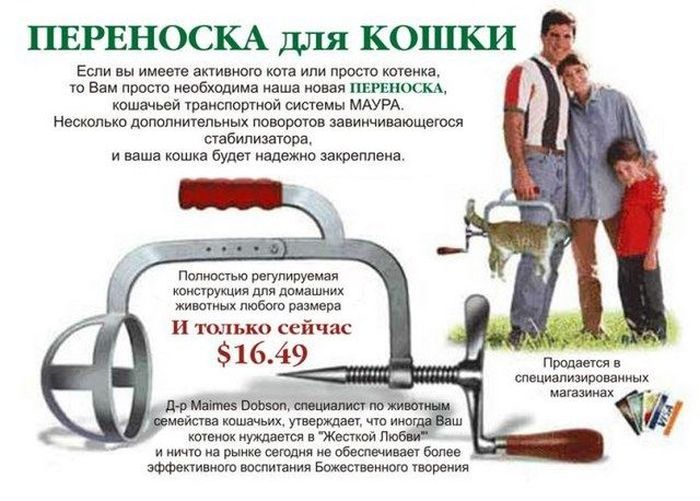 ПЕРЕНОСКА для КОШКИ
Если вы имеете активного кота или просто котенка,
то Вам просто необходима наша новая ПЕРЕНОСКА,
кошачьей транспортной системы МАУРА.
Несколько дополнительных поворотов завинчивающегося
стабилизатора,
и ваша кошка будет надежно закреплена.
Полностью регулируемая
конструкция для домашних
животных любого размера
И только сейчас
$16.49
Продается в
специализированных
магазинах
VISA
Д-р Maimes Dobson, специалист по животным
семейства кошачьих, утверждает, что иногда Ваш
котенок нуждается в "Жесткой Любви"
и ничто на рынке сегодня не обеспечивает более
эффективного воспитания Божественного творения